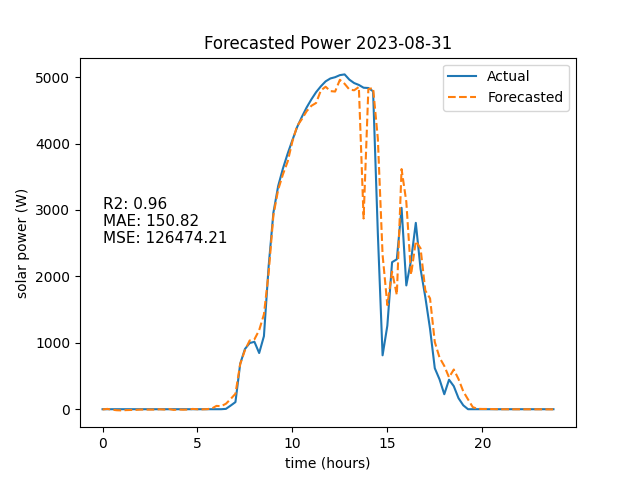 Forecasted Power 2023-08-31
Actual
Forecasted
R2: 0.96
MAE: 150.82
MSE: 126474.21
solar power (W)
5000
4000
3000
2000
1000
0
0 5 10 15 20
time (hours)